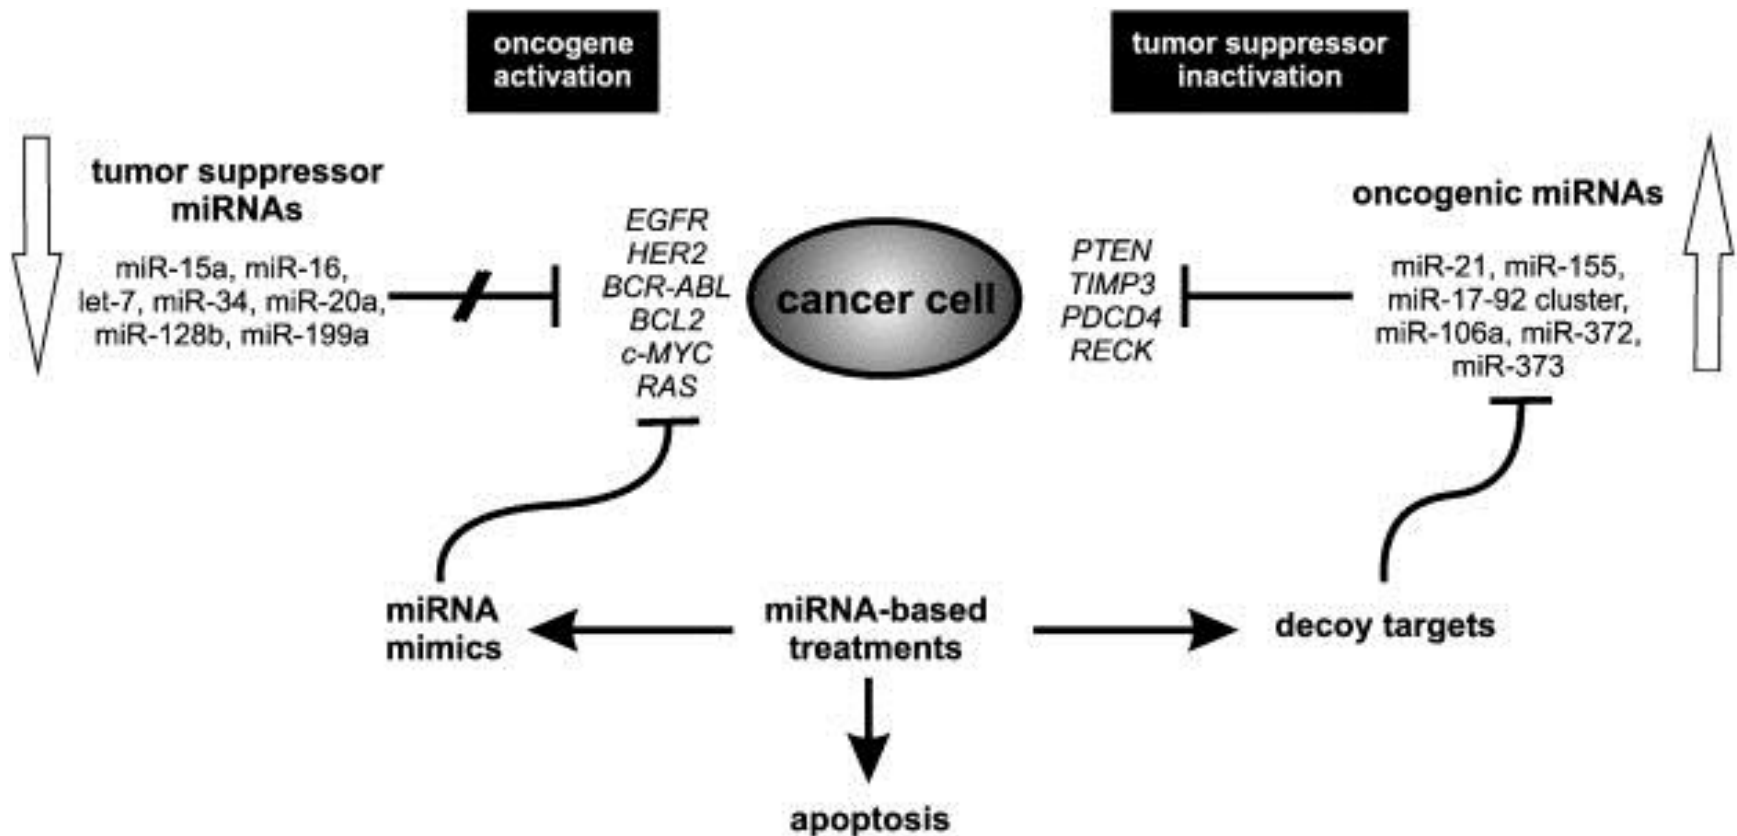 oncogene
activation
tumor suppressor
inactivation
tumor suppressor
miRNAs
miR-15a, miR-16,
let-7, miR-34, miR-20a,
miR-128b, miR-199a
EGFR
HER2
BCR-ABL
BCL2
c-MYC
RAS
cancer cell
PTEN
TIMP3
PDCD4
RECK
oncogenic miRNAs
miR-21, miR-155,
miR-17-92 cluster,
miR-106a, miR-372,
miR-373
miRNA
mimics
miRNA-based
treatments
decoy targets
apoptosis